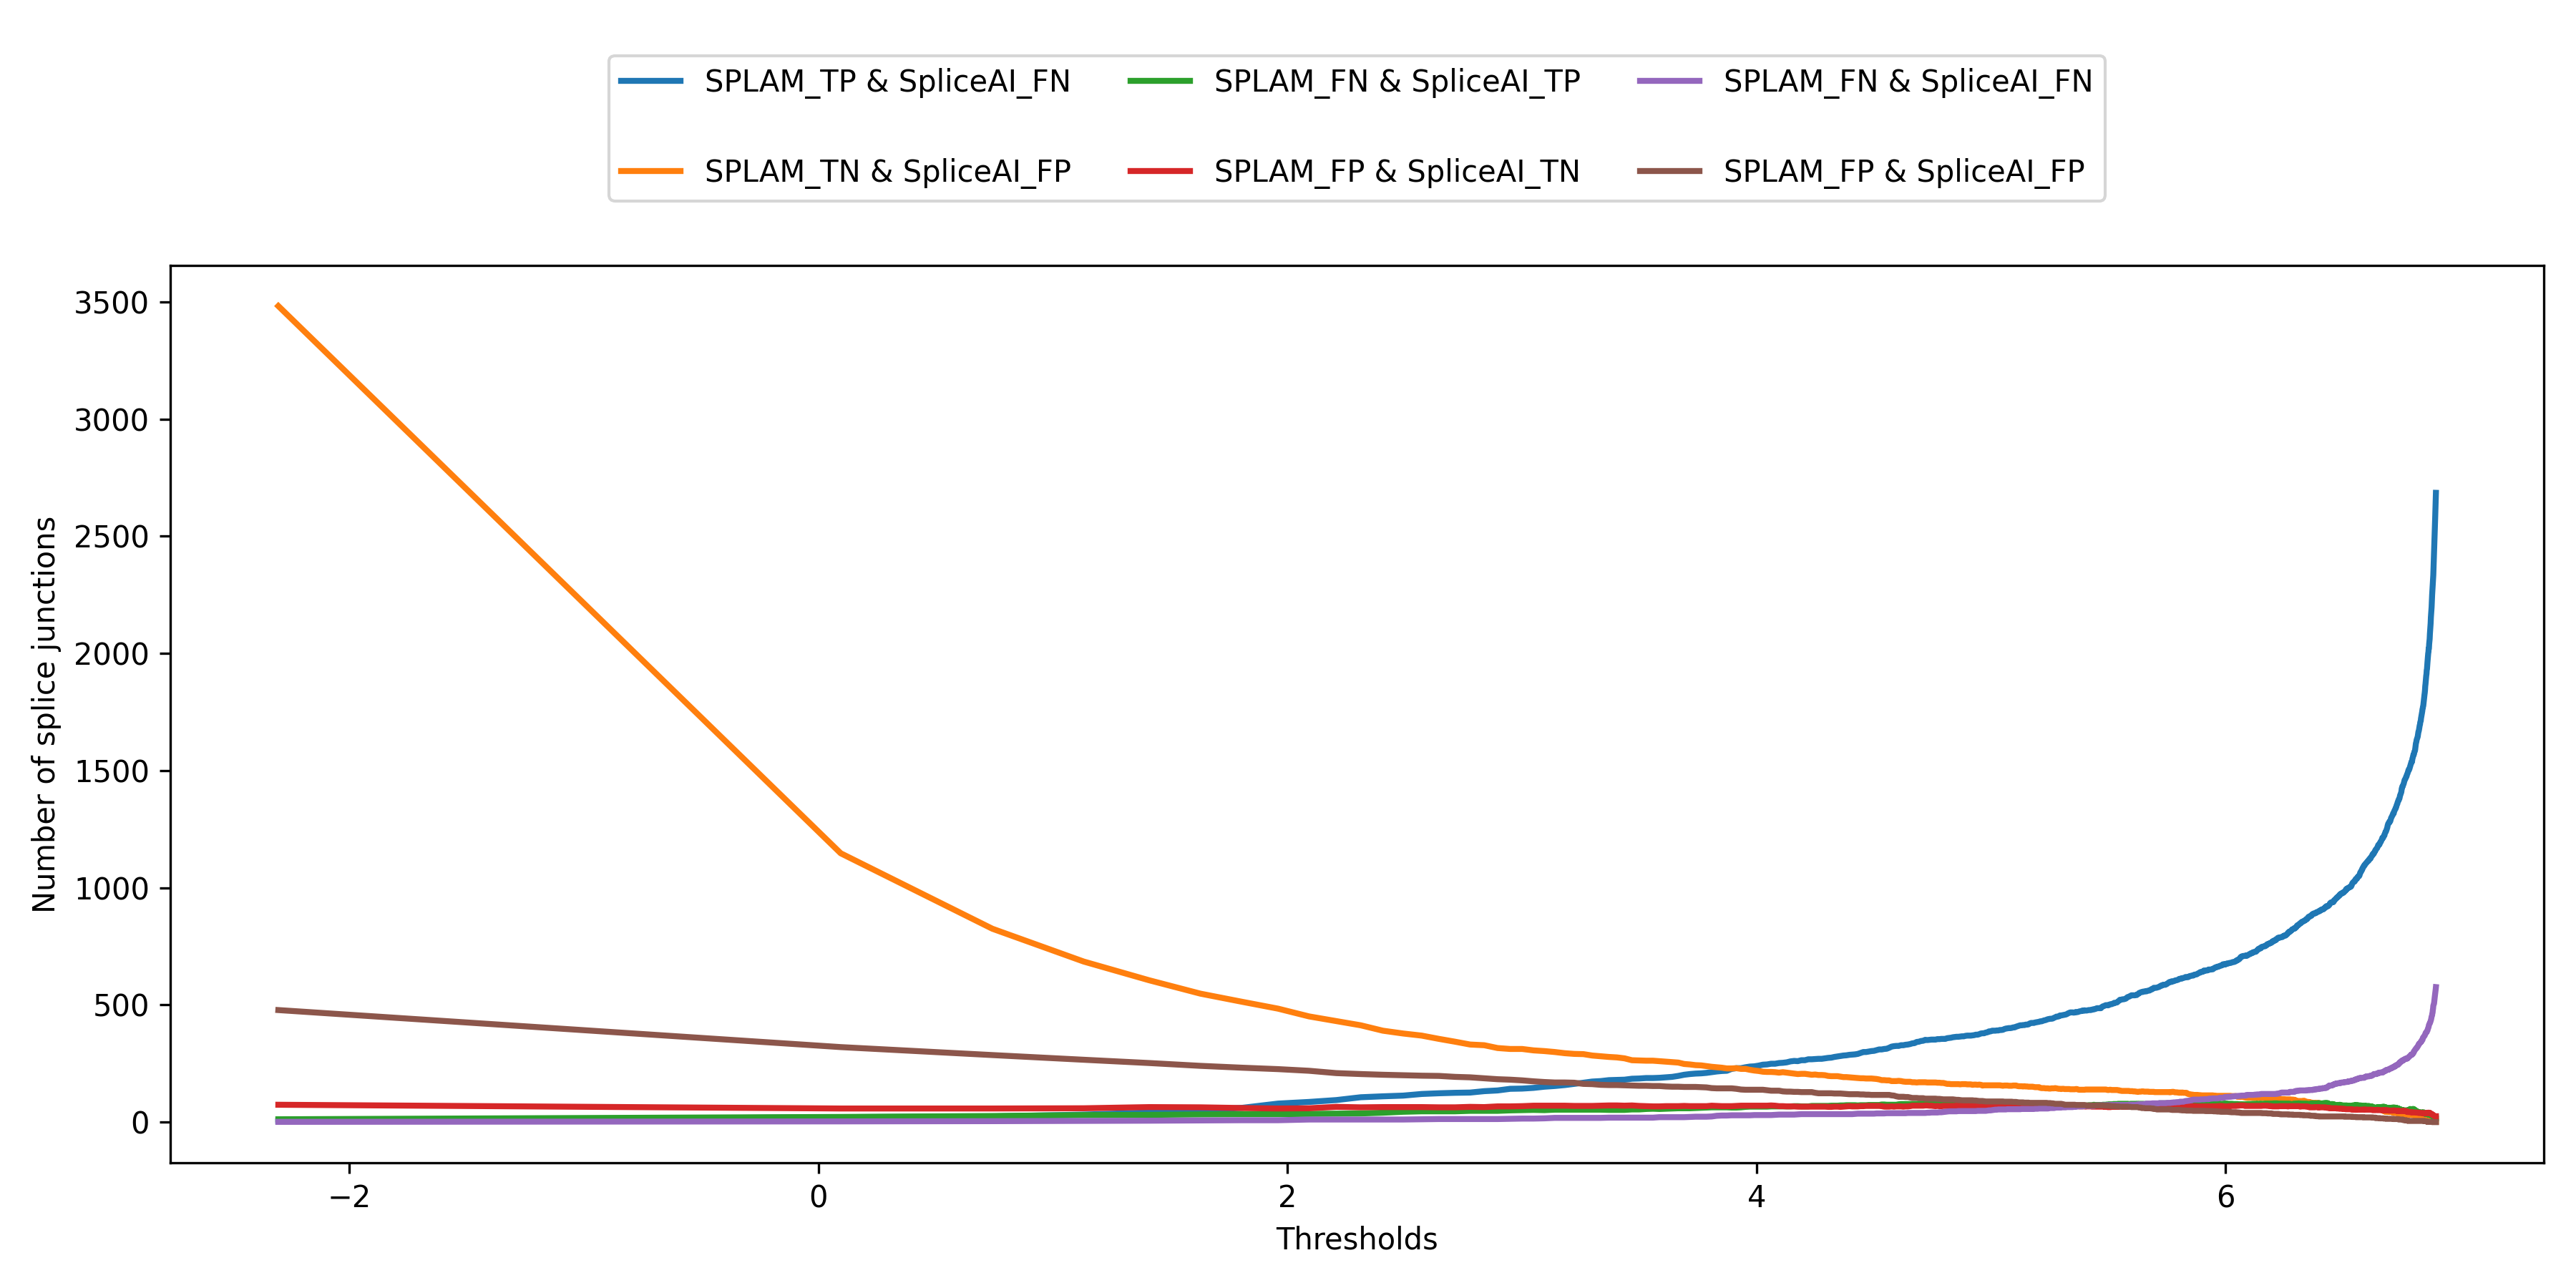 SPLAM_TP & SpliceAI_FN
SPLAM_FN & SpliceAI_TP
SPLAM_FN & SpliceAI_FN
SPLAM_TN & SpliceAI_FP
SPLAM_FP & SpliceAI_TN
SPLAM_FP & SpliceAI_FP
3500
3000
2500
2000
1500
1000
500
0
Number of splice junctions
−2
0
2
4
6
Thresholds